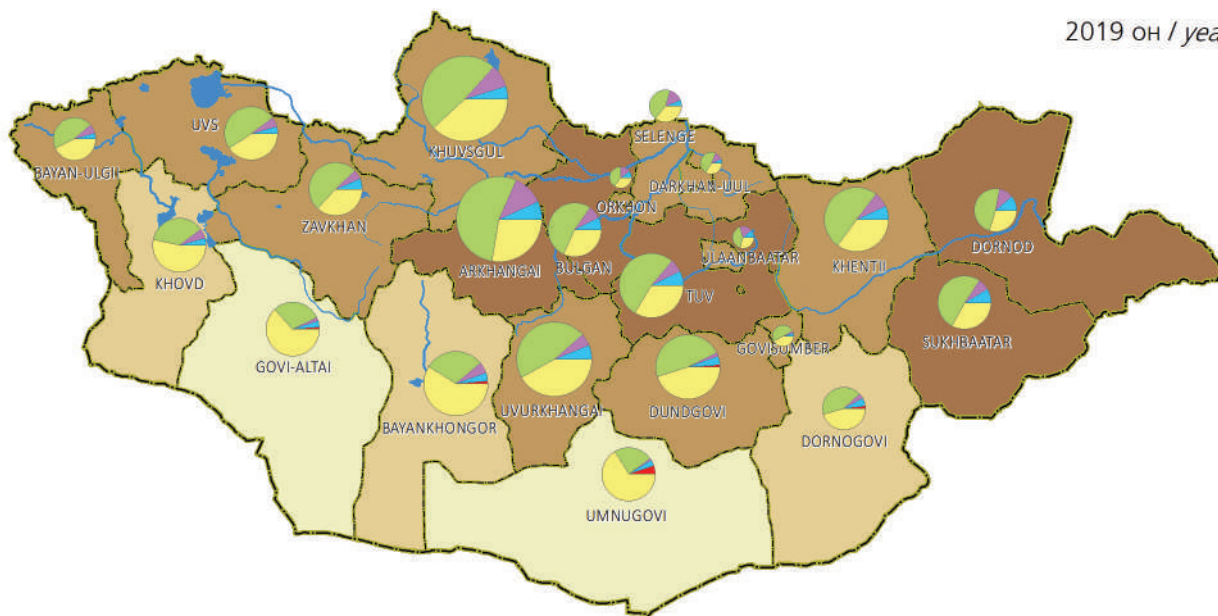 2019 он / yea
SELENGE
UVS
KHUVSGUL
BAYAN-ULGII
DARKHAN-UUL
ORKHON
ZAVKHAN
DORNOD
ULAANBAATAR
KHENTII
KHOVD
ARKHANGAI
BULGAN
TUV
SUKHBAATAR
GOVISUMBER
GOVI-ALTAI
UVURKHANGAI
DUNDGOVI
BAYANKHONGOR
DORNOGOVI
UMNUGOVI